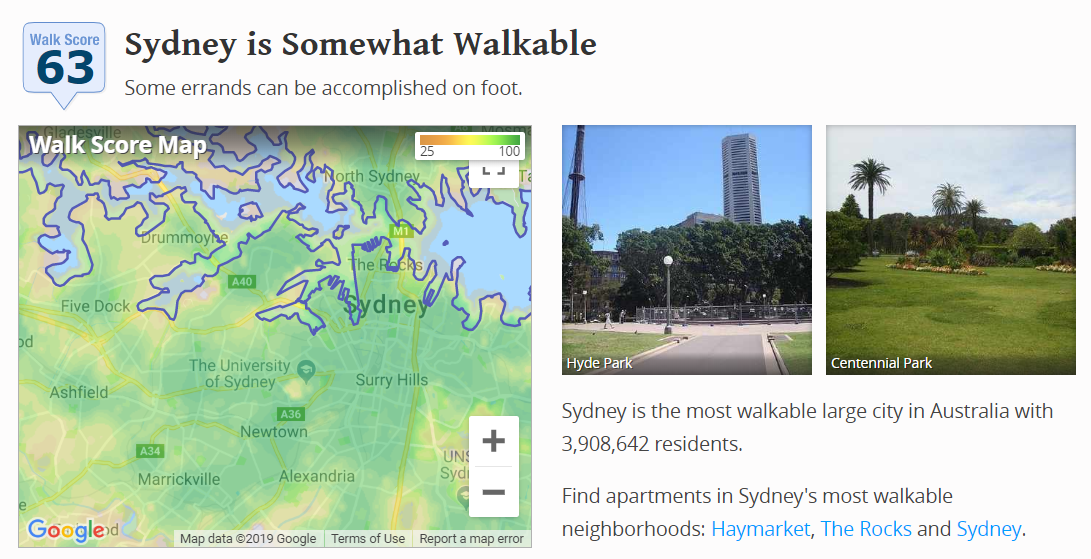 Walk Score
63
Sydney is Somewhat Walkable
Some errands can be accomplished on foot.
Walk Score Map
25 100
Gladesville
North Sydney
Drummoyne
M1
The Rocks
A40
Sydney
Five Dock
The University
of Sydney
Surry Hills
Ashfield
A36
Newtown
UNS
Syd
A34
Marrickville
Alexandria
Google
Map data ©2019 Google
Terms of Use
Report a map error
Hyde Park
Centennial Park
Sydney is the most walkable large city in Australia with
3,908,642 residents.
Find apartments in Sydney's most walkable
neighborhoods: Haymarket, The Rocks and Sydney.